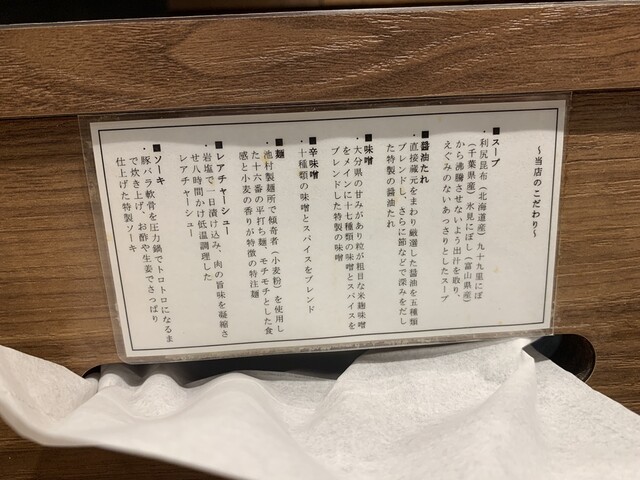 ～当店のこだわり～
■スープ
・利尻昆布（北海道産）九十九里にぼ
（千葉県産）氷見にぼし（富山県産）
から沸騰させないよう出汁を取り、
えぐみのないあっさりとしたスープ
■醤油たれ
・直接蔵元をまわり厳選した醤油を五種類
ブレンドし、さらに節などで深みをだし
た特製の醤油たれ
■味噌
・大分県の甘みがあり粒が粗目な米麹味噌
をメインに十七種類の味噌とスパイスを
ブレンドした特製の味噌
■辛味噌
・十種類の味噌とスパイスをブレンド
■麺
・池村製麺所で傾奇者（小麦粉）を使用し
た十六番の平打ち麺、モチモチとした食
感と小麦の香りが特徴の特注麺
■レアチャーシュー
・岩塩で一日漬け込み、肉の旨味を凝縮さ
せ八時間かけ低温調理した
レアチャーシュー
■ソーキ
・豚バラ軟骨を圧力鍋でトロトロになるま
で炊き上げ、お酢や生姜でさっぱり
仕上げた特製ソーキ